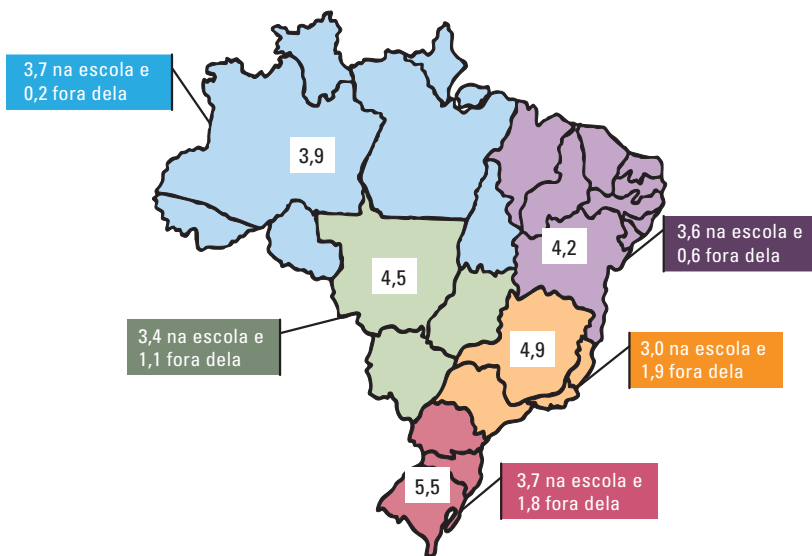 3,7 na escola e
0,2 fora dela
3,9
4,2
3,6 na escola e
0,6 fora dela
4,5
3,4 na escola e
1,1 fora dela
4,9
3,0 na escola e
1,9 fora dela
5,5
3,7 na escola e
1,8 fora dela